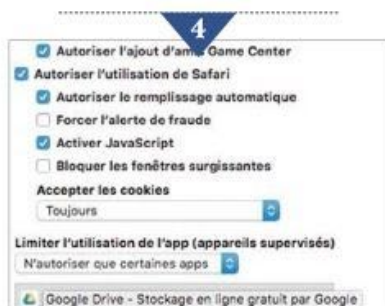 4
Autoriser l'ajout d'amis Game Center
Autoriser l'utilisation de Safari
Autoriser le remplissage automatique
Forcer l'alerte de fraude
Activer JavaScript
Bloquer les fenêtres surgissantes
Accepter les cookies
Toujours
Limiter l'utilisation de l'app (appareils supervisés)
N'autoriser que certaines apps
Google Drive - Stockage en ligne gratuit par Google